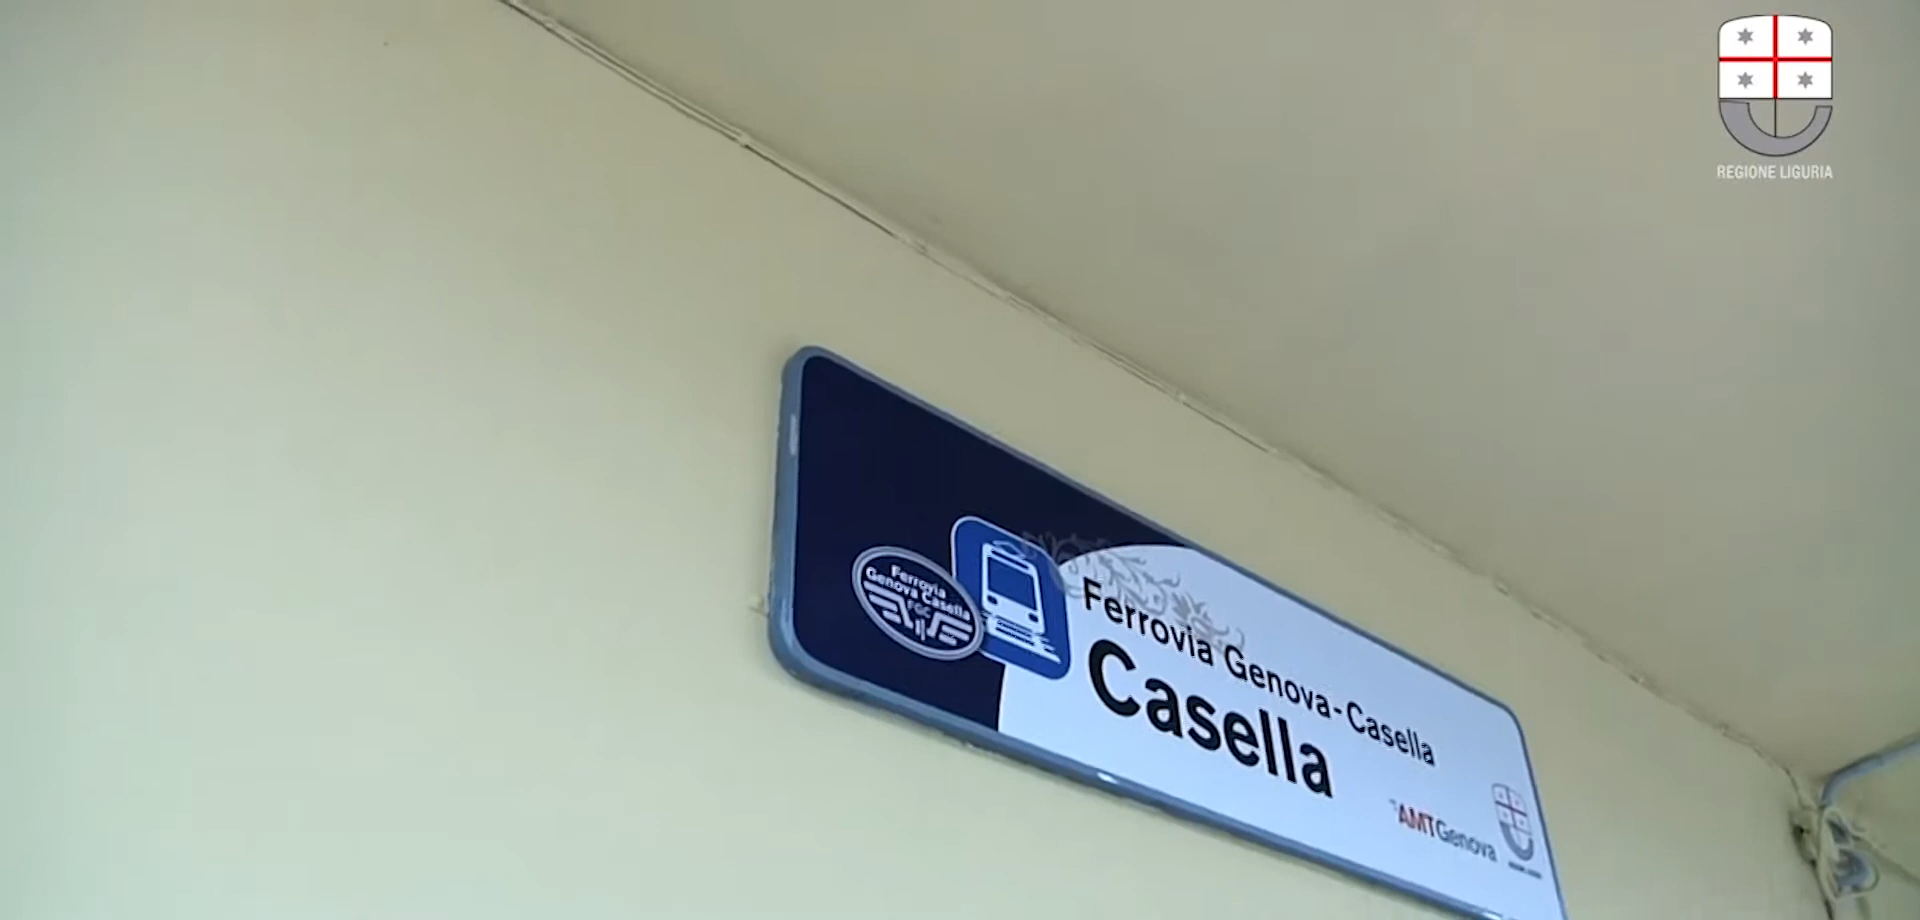 REGIONE LIGURIA
Ferrovia
Genova Casella
FGC
Ferrovia Genova-Casella
Casella
AMTGenova